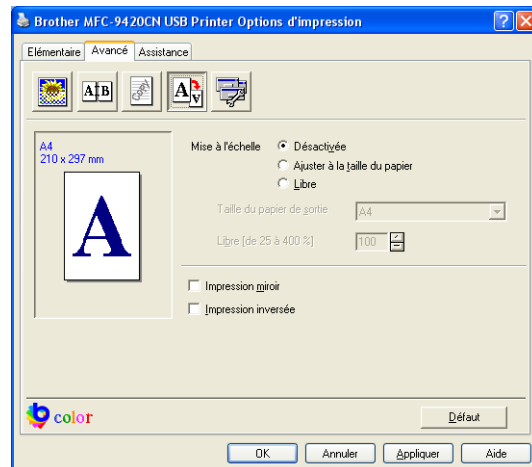 Brother MFC-9420CN USB Printer Options d'impression
Elémentaire Avancé Assistance
A B
A V
A4
210 x 297 mm
A
Mise à l'échelle Désactivée
Ajuster à la taille du papier
Libre
Taille du papier de sortie A4
Libre [de 25 à 400 %] 100
Impression miroir
Impression inversée
color
Défaut
OK Annuler Appliquer Aide